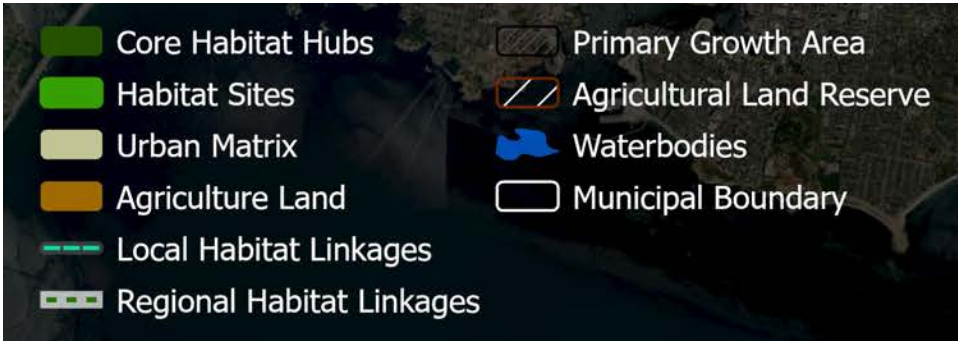 Core Habitat Hubs
Habitat Sites
Urban Matrix
Agriculture Land
Local Habitat Linkages
Regional Habitat Linkages
Primary Growth Area
Agricultural Land Reserve
Waterbodies
Municipal Boundary